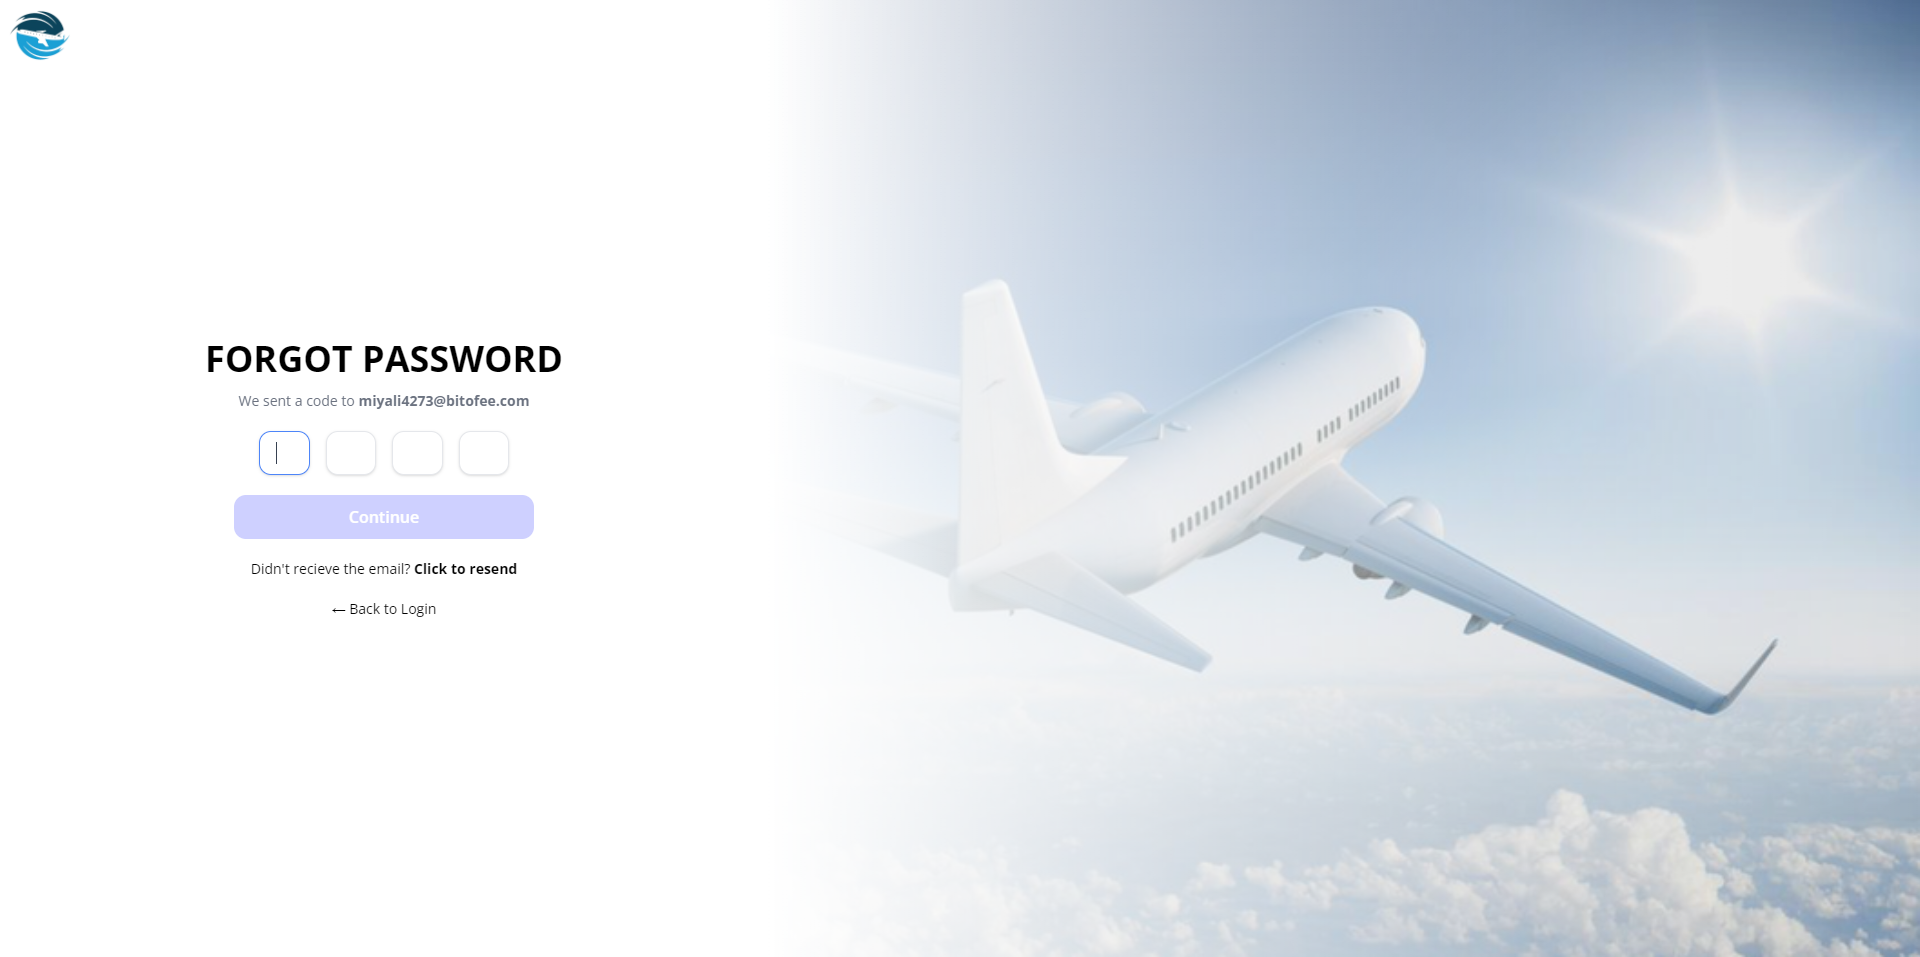 FORGOT PASSWORD
We sent a code to miyali4273@bitofee.com
Continue
Didn't recieve the email? Click to resend
← Back to Login